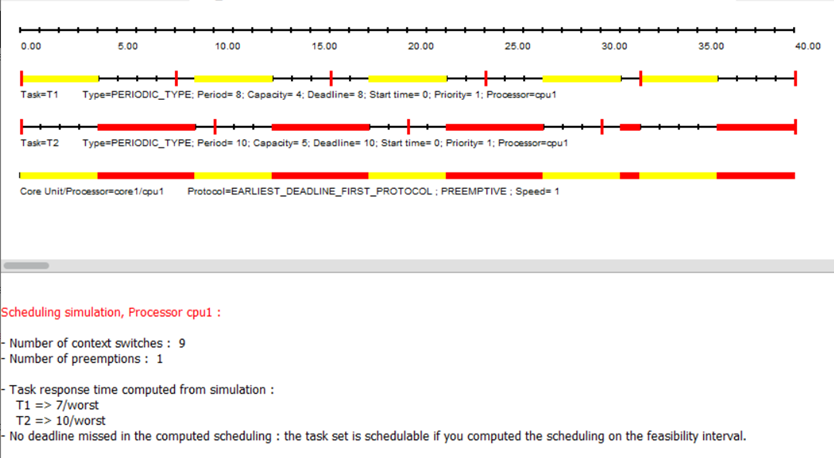 0.00 5.00 10.00 15.00 20.00 25.00 30.00 35.00 40.00
Task=T1 Type=PERIODIC_TYPE; Period= 8; Capacity= 4; Deadline= 8; Start time= 0; Priority= 1; Processor=cpu1
Task=T2 Type=PERIODIC_TYPE; Period= 10; Capacity= 5; Deadline= 10; Start time= 0; Priority= 1; Processor=cpu1
Core Unit/Processor=core1/cpu1 Protocol=EARLIEST_DEADLINE_FIRST_PROTOCOL ; PREEMPTIVE ; Speed= 1
Scheduling simulation, Processor cpu1 :
- Number of context switches : 9
- Number of preemptions : 1
- Task response time computed from simulation :
T1 => 7/worst
T2 => 10/worst
- No deadline missed in the computed scheduling : the task set is schedulable if you computed the scheduling on the feasibility interval.